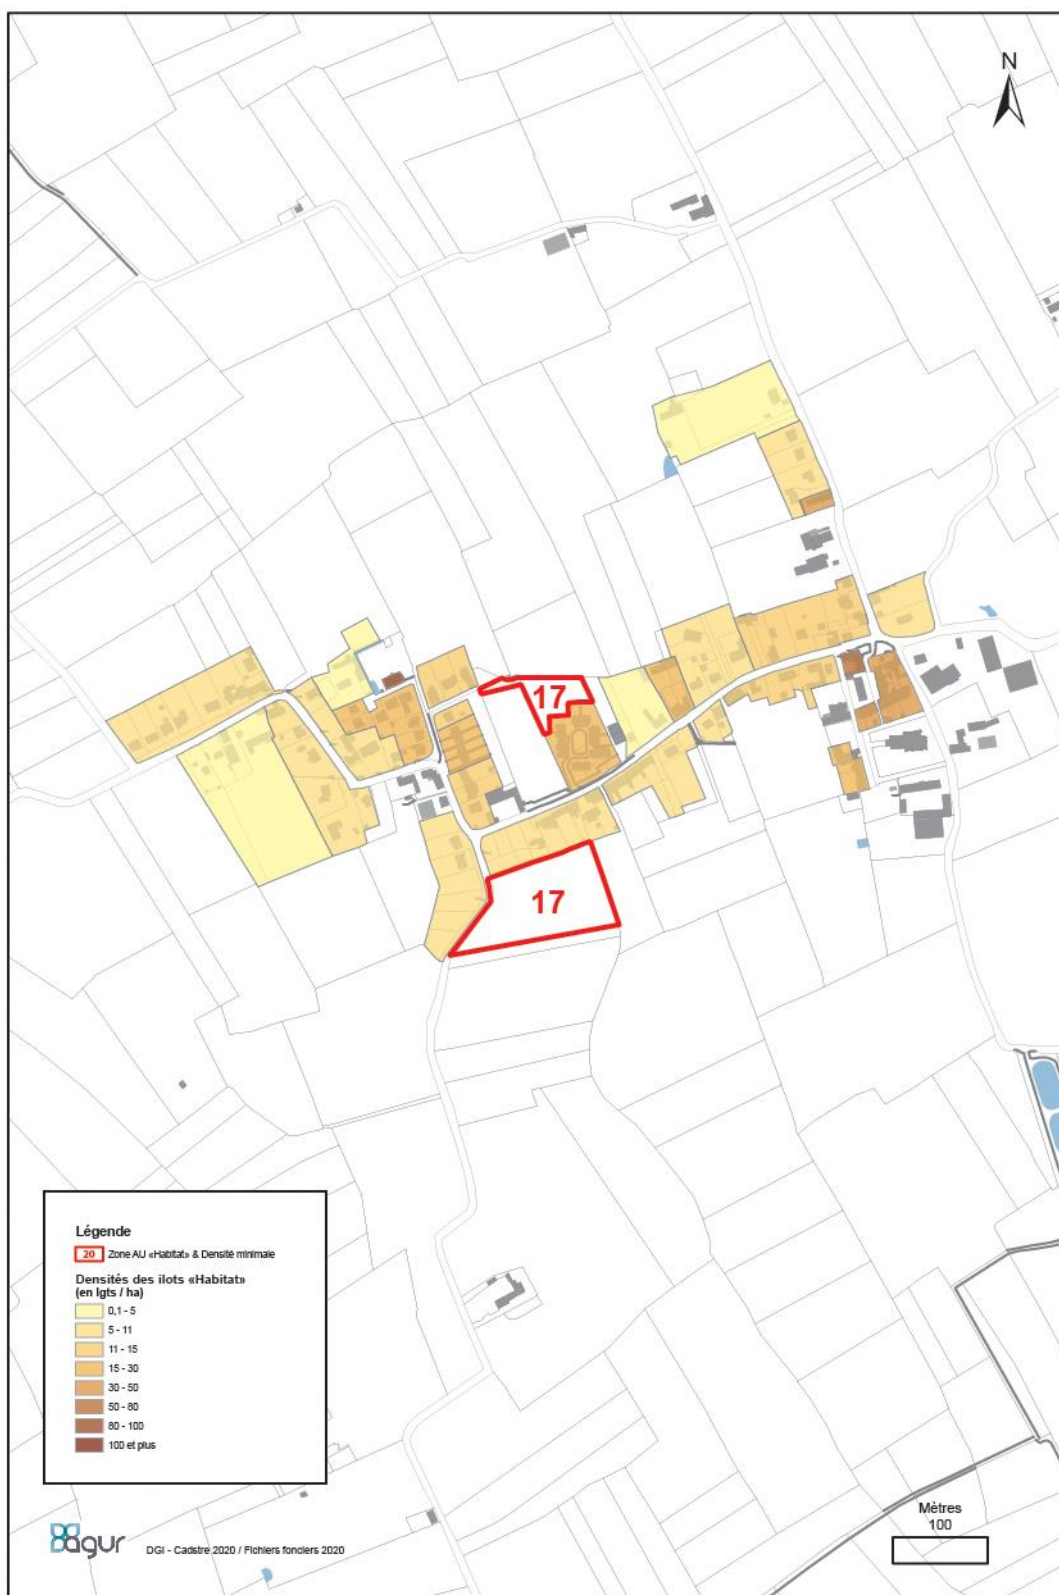 N
17
17
Légende
20 Zone AU «Habitat» & Densité minimale
Densités des ilots «Habitat»
(en lgts / ha)
0,1 - 5
5 - 11
11 - 15
15 - 30
30 - 50
50 - 80
80 - 100
100 et plus
Mètres
100
agur DGI - Cadstre 2020 / Fichiers fonciers 2020